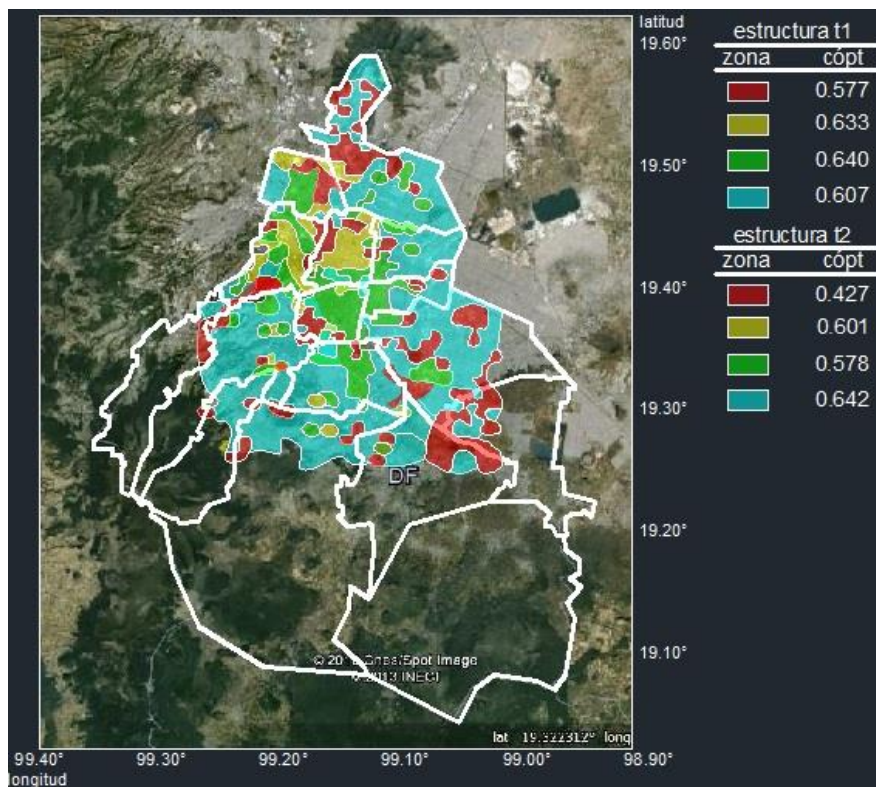 latitud
19.60°
19.50°
19.40°
19.30°
19.20°
19.10°
estructura t1
zona cópt
0.577
0.633
0.640
0.607
estructura t2
zona cópt
0.427
0.601
0.578
0.642
DF
Cnes/Spot Image
2013 INEGI
lat 19.322312° long
99.40° 99.30° 99.20° 99.10° 99.00° 98.90°
longitud